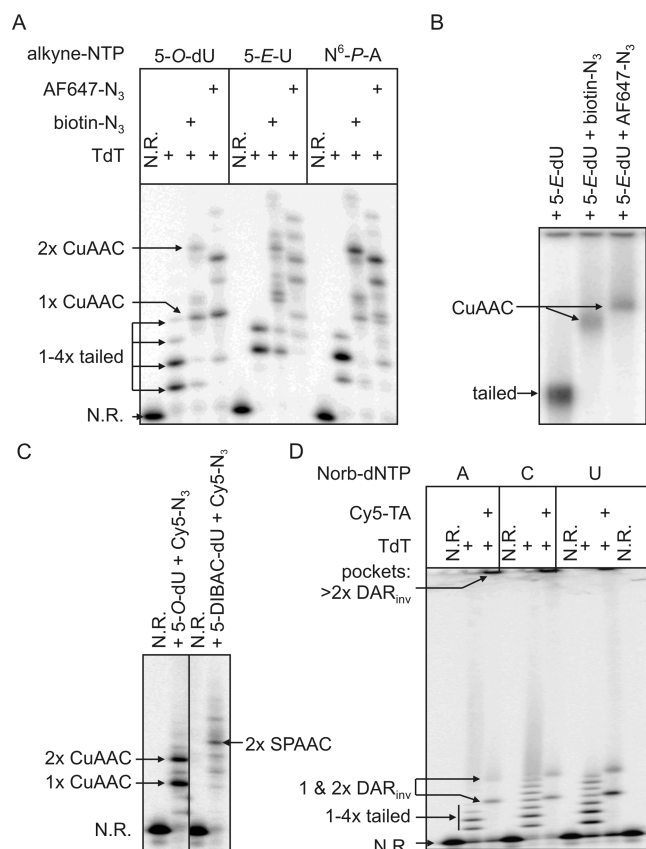 A
alkyne-NTP 5-O-dU 5-E-U N⁶-P-A
AF647-N₃ + + +
biotin-N₃ + + +
TdT N.R. + + + N.R. + + + N.R. + + +
2x CuAAC
1x CuAAC
1-4x tailed
N.R.
B
+ 5-E-dU
+ 5-E-dU + biotin-N₃
+ 5-E-dU + AF647-N₃
CuAAC
tailed
C
N.R.
+ 5-O-dU + Cy5-N₃
N.R.
+ 5-DIBAC-dU + Cy5-N₃
2x CuAAC
1x CuAAC
N.R.
2x SPAAC
D
Norb-dNTP A C U
Cy5-TA + + +
TdT N.R. + + N.R. + + N.R. + + N.R.
pockets:
>2x DARinv
1 & 2x DARinv
1-4x tailed
N.R.